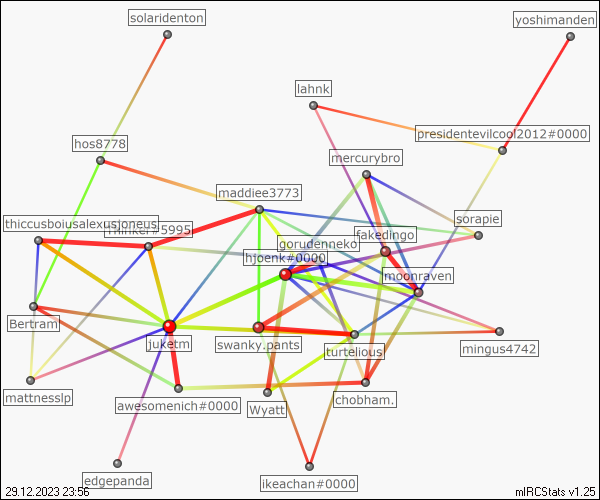 solaridenton
yoshimanden
lahnk
presidentevilcool2012#0000
hos8778
mercurybro
maddiee3773
thiccusboiusalexusjoneus
sorapie
fakedingo
gorudenneko
hjoenk#0000
moonraven
Bertram
juketm
swanky.pants
turtelious
mingus4742
mattnesslp
awesomenich#0000
Wyatt
chobham.
edgepanda
ikeachan#0000
29.12.2023 23:56
mIRCStats v1.25